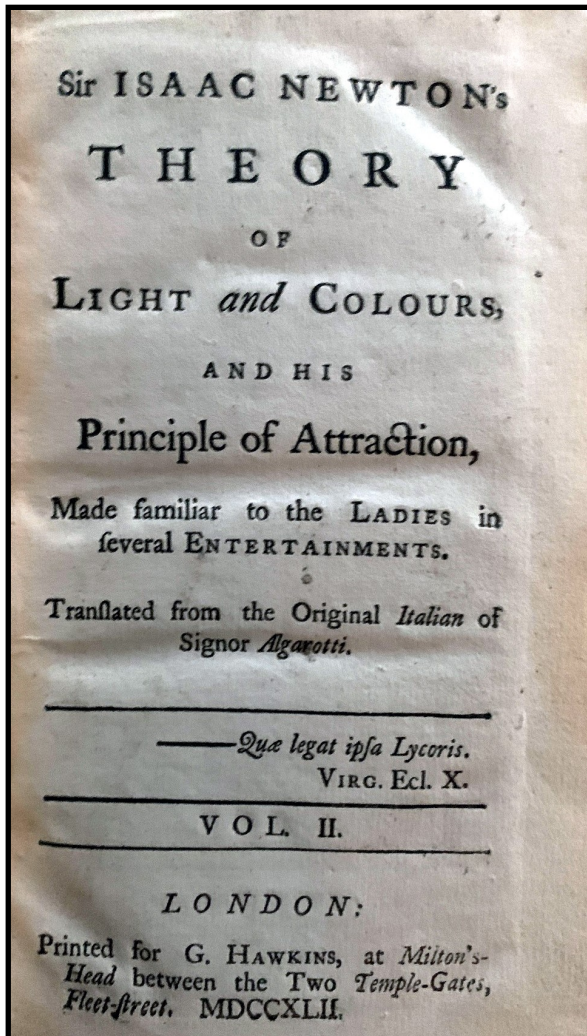 Sir ISAAC NEWTON's
THEORY
OF
LIGHT and COLOURS,
AND HIS
Principle of Attraction,
Made familiar to the LADIES in
ſeveral ENTERTAINMENTS.
Tranſlated from the Original Italian of
Signor Algarotti.
——Quæ legat ipſa Lycoris.
VIRG. Ecl. X.
VOL. II.
LONDON:
Printed for G. HAWKINS, at Milton's-
Head between the Two Temple-Gates,
Fleet-ſtreet. MDCCXLII.